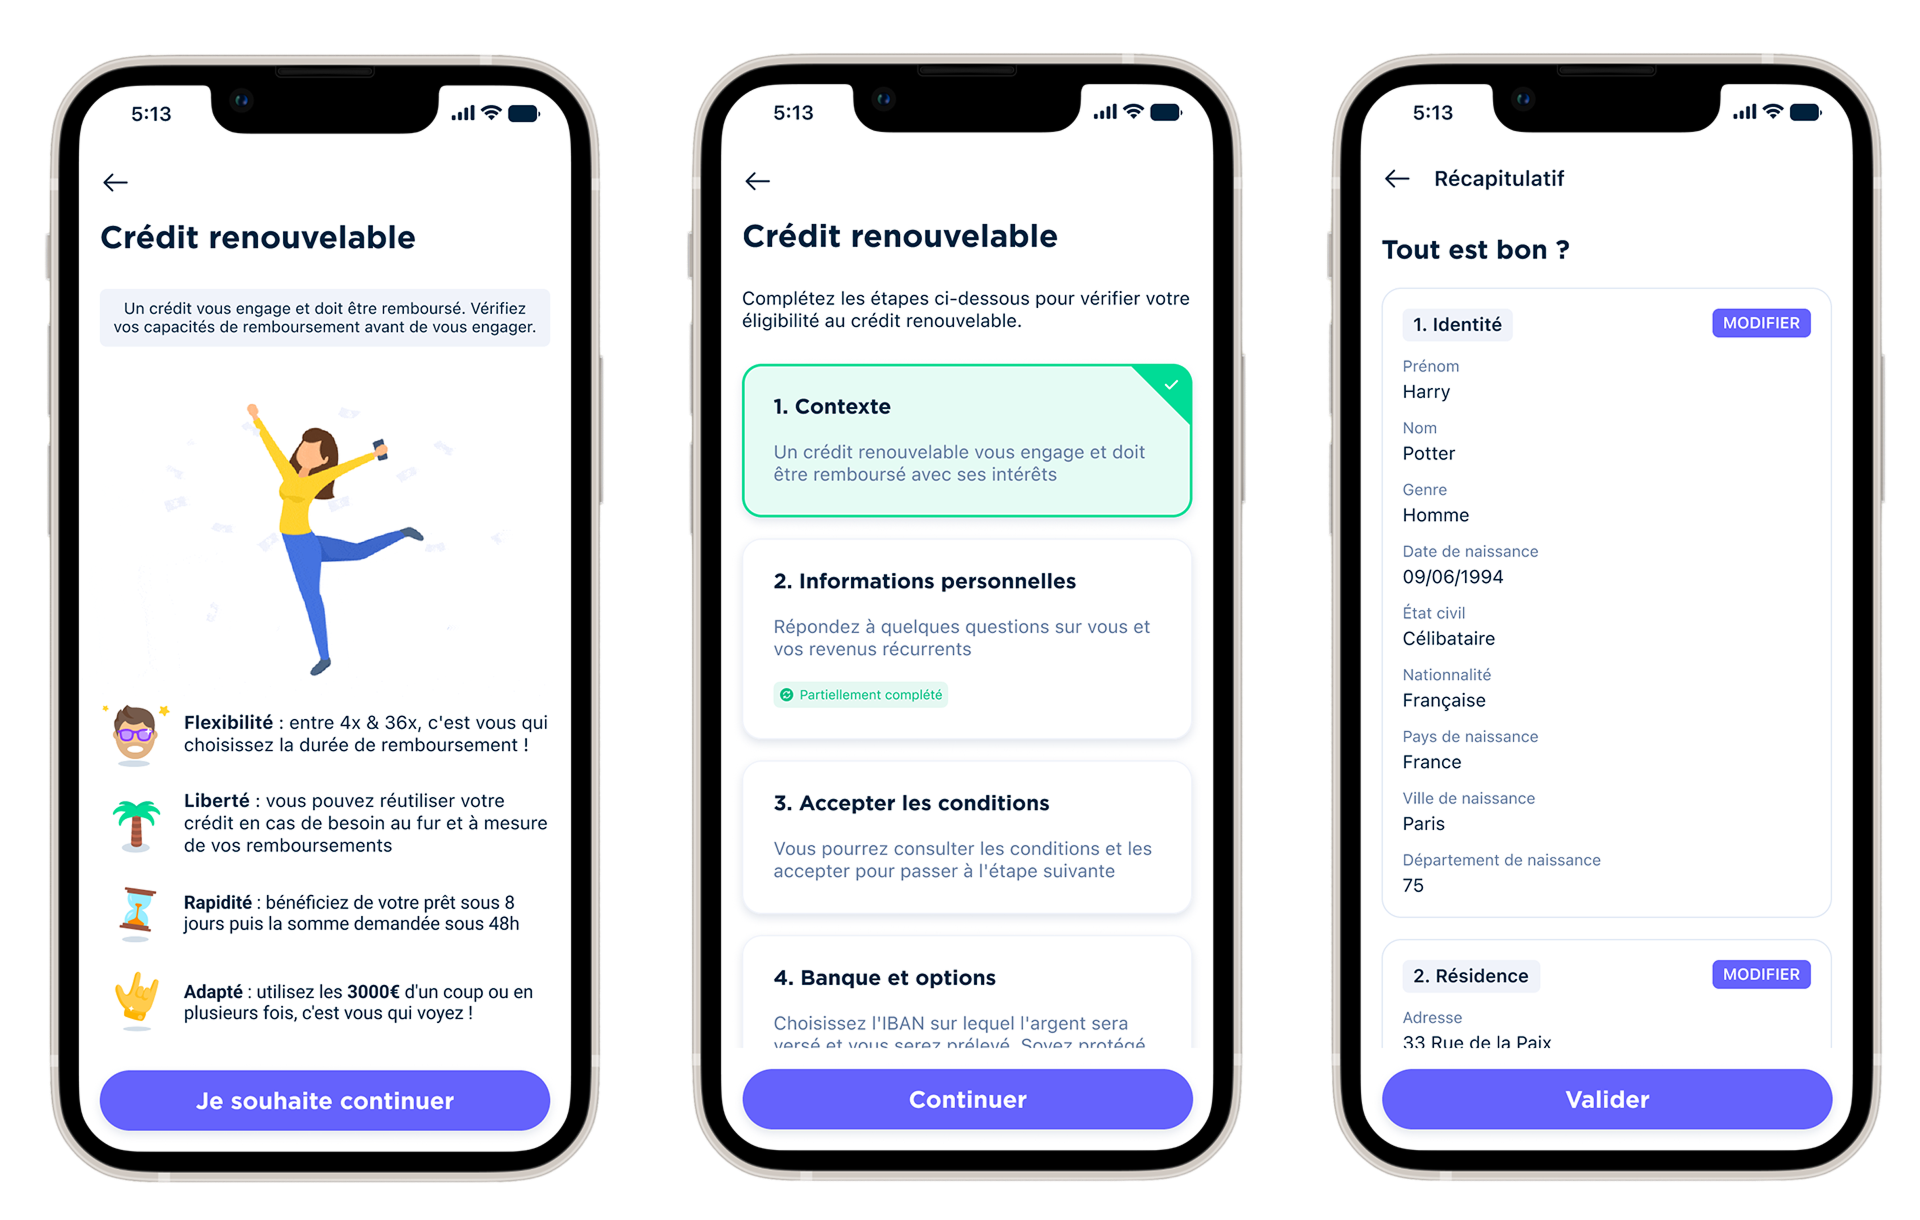 5:13
Crédit renouvelable
Un crédit vous engage et doit être remboursé. Vérifiez
vos capacités de remboursement avant de vous engager.
Flexibilité : entre 4x & 36x, c'est vous qui
choisissez la durée de remboursement !
Liberté : vous pouvez réutiliser votre
crédit en cas de besoin au fur et à mesure
de vos remboursements
Rapidité : bénéficiez de votre prêt sous 8
jours puis la somme demandée sous 48h
Adapté : utilisez les 3000€ d'un coup ou en
plusieurs fois, c'est vous qui voyez !
Je souhaite continuer
5:13
Crédit renouvelable
Complétez les étapes ci-dessous pour vérifier votre
éligibilité au crédit renouvelable.
1. Contexte
Un crédit renouvelable vous engage et doit
être remboursé avec ses intérêts
2. Informations personnelles
Répondez à quelques questions sur vous et
vos revenus récurrents
Partiellement complété
3. Accepter les conditions
Vous pourrez consulter les conditions et les
accepter pour passer à l'étape suivante
4. Banque et options
Choisissez l'IBAN sur lequel l'argent sera
versé et vous serez prélevé. Soyez protégé
Continuer
5:13
Récapitulatif
Tout est bon ?
1. Identité
MODIFIER
Prénom
Harry
Nom
Potter
Genre
Homme
Date de naissance
09/06/1994
État civil
Célibataire
Nationnalité
Française
Pays de naissance
France
Ville de naissance
Paris
Département de naissance
75
2. Résidence
MODIFIER
Adresse
33 Rue de la Paix
Valider